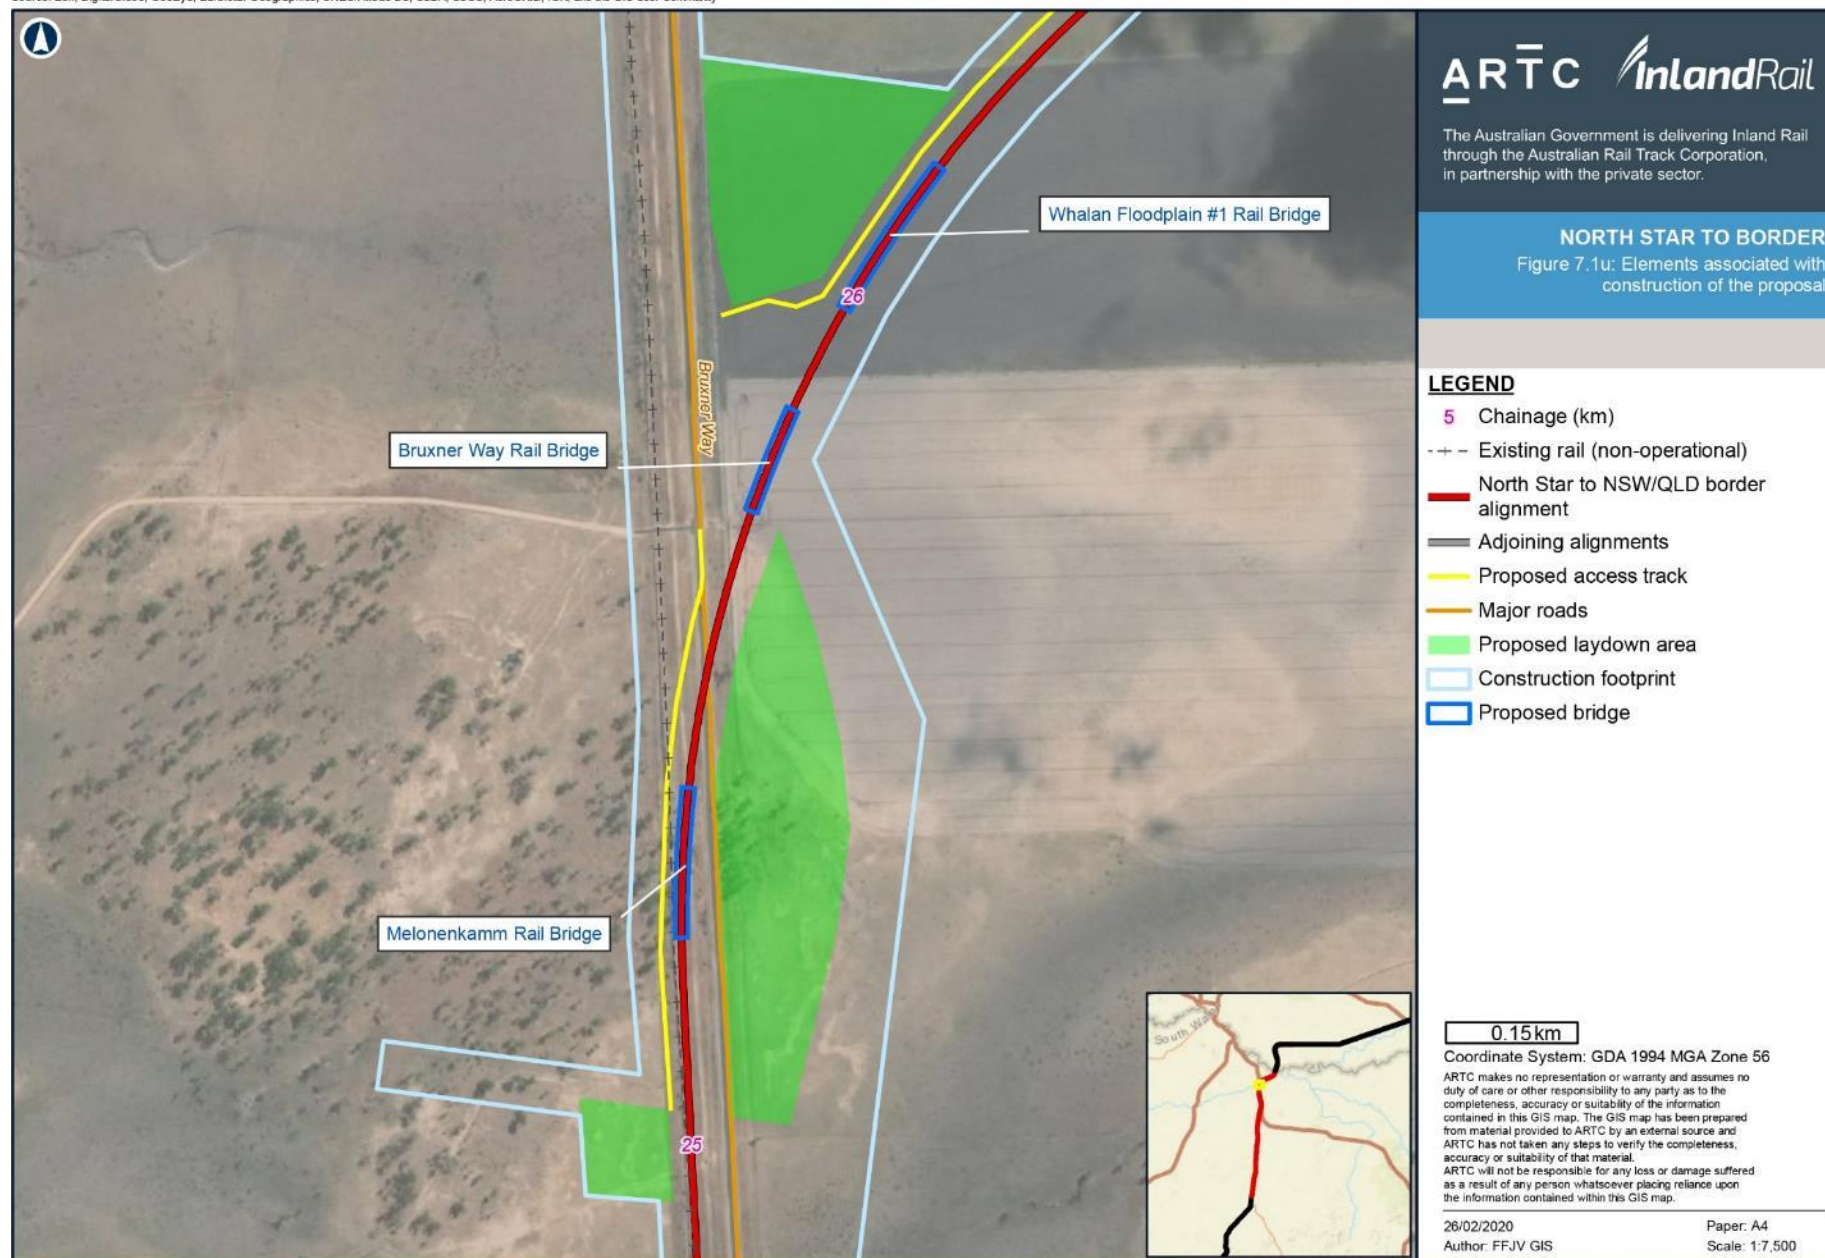 ARTC InlandRail
The Australian Government is delivering Inland Rail
through the Australian Rail Track Corporation,
in partnership with the private sector.
NORTH STAR TO BORDER
Figure 7.1u: Elements associated with
construction of the proposal
Whalan Floodplain #1 Rail Bridge
26
Bruxner Way
Bruxner Way Rail Bridge
Melonenkamm Rail Bridge
25
South Wal
LEGEND
5 Chainage (km)
Existing rail (non-operational)
North Star to NSW/QLD border
alignment
Adjoining alignments
Proposed access track
Major roads
Proposed laydown area
Construction footprint
Proposed bridge
0.15 km
Coordinate System: GDA 1994 MGA Zone 56
ARTC makes no representation or warranty and assumes no
duty of care or other responsibility to any party as to the
completeness, accuracy or suitability of the information
contained in this GIS map. The GIS map has been prepared
from material provided to ARTC by an external source and
ARTC has not taken any steps to verify the completeness,
accuracy or suitability of that material.
ARTC will not be responsible for any loss or damage suffered
as a result of any person whatsoever placing reliance upon
the information contained within this GIS map.
26/02/2020 Paper: A4
Author: FFJV GIS Scale: 1:7,500